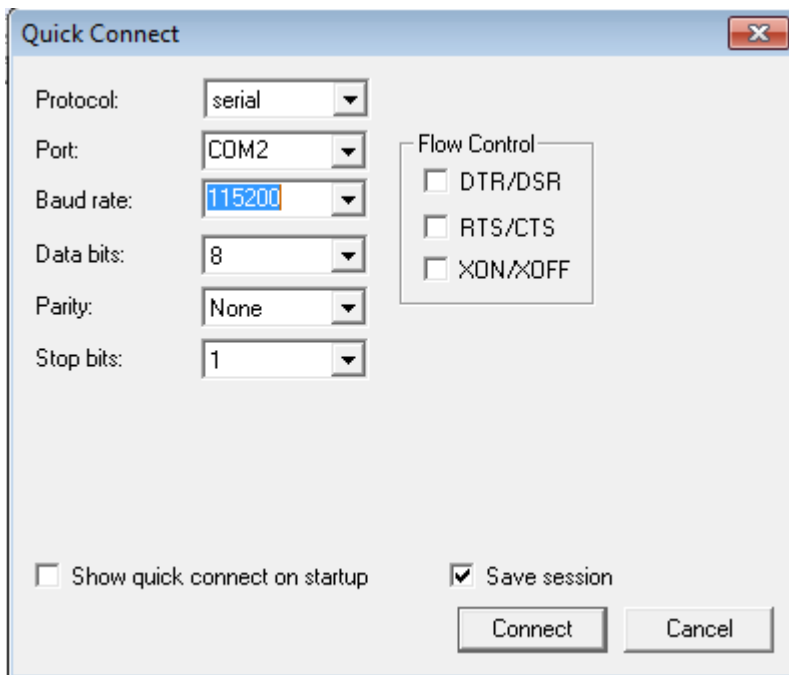 Quick Connect
Protocol: serial
Port: COM2
Baud rate: 115200
Data bits: 8
Parity: None
Stop bits: 1
Flow Control
DTR/DSR
RTS/CTS
XON/XOFF
Show quick connect on startup
Save session
Connect Cancel